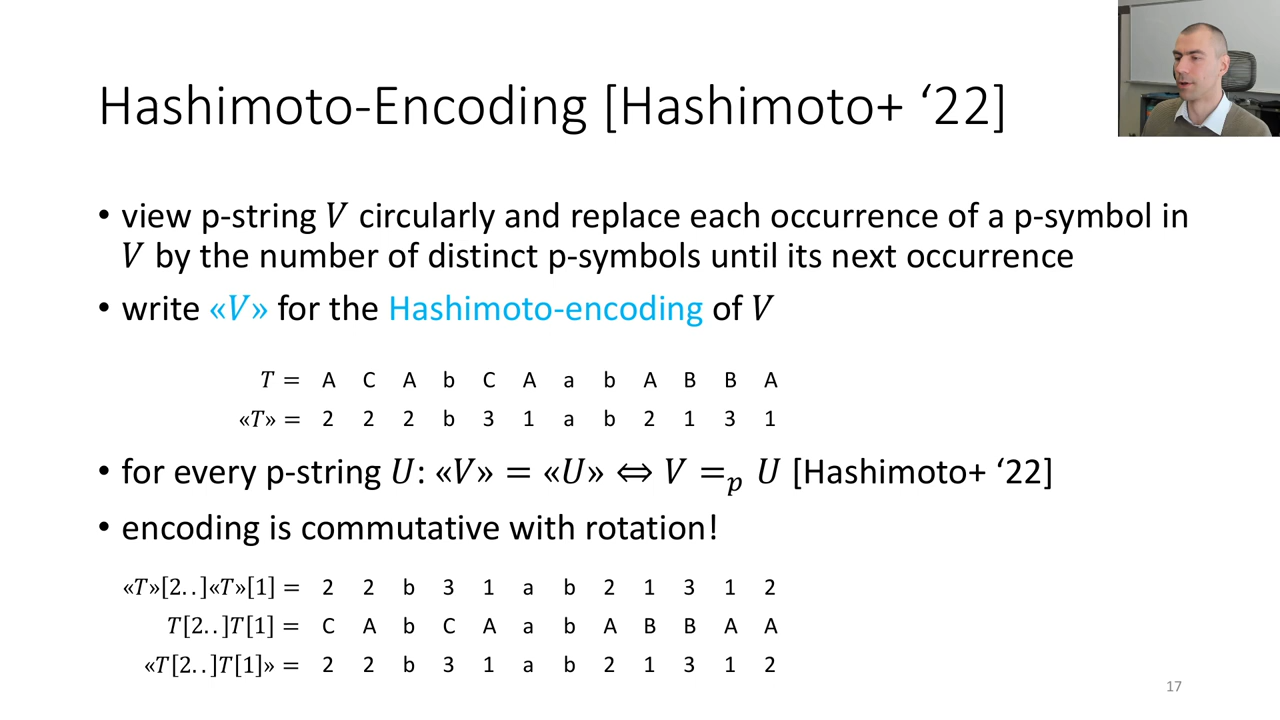 Hashimoto-Encoding [Hashimoto+ ‘22]
• view p-string 𝑉 circularly and replace each occurrence of a p-symbol in
𝑉 by the number of distinct p-symbols until its next occurrence
• write «𝑉» for the Hashimoto-encoding of 𝑉
𝑇 = A C A b C A a b A B B A
«𝑇» = 2 2 2 b 3 1 a b 2 1 3 1
• for every p-string 𝑈: «𝑉» = «𝑈» ⇔ 𝑉 =ₚ 𝑈 [Hashimoto+ ‘22]
• encoding is commutative with rotation!
«𝑇»[2..]«𝑇»[1] = 2 2 b 3 1 a b 2 1 3 1 2
𝑇[2..]𝑇[1] = C A b C A a b A B B A A
«𝑇[2..]𝑇[1]» = 2 2 b 3 1 a b 2 1 3 1 2
17